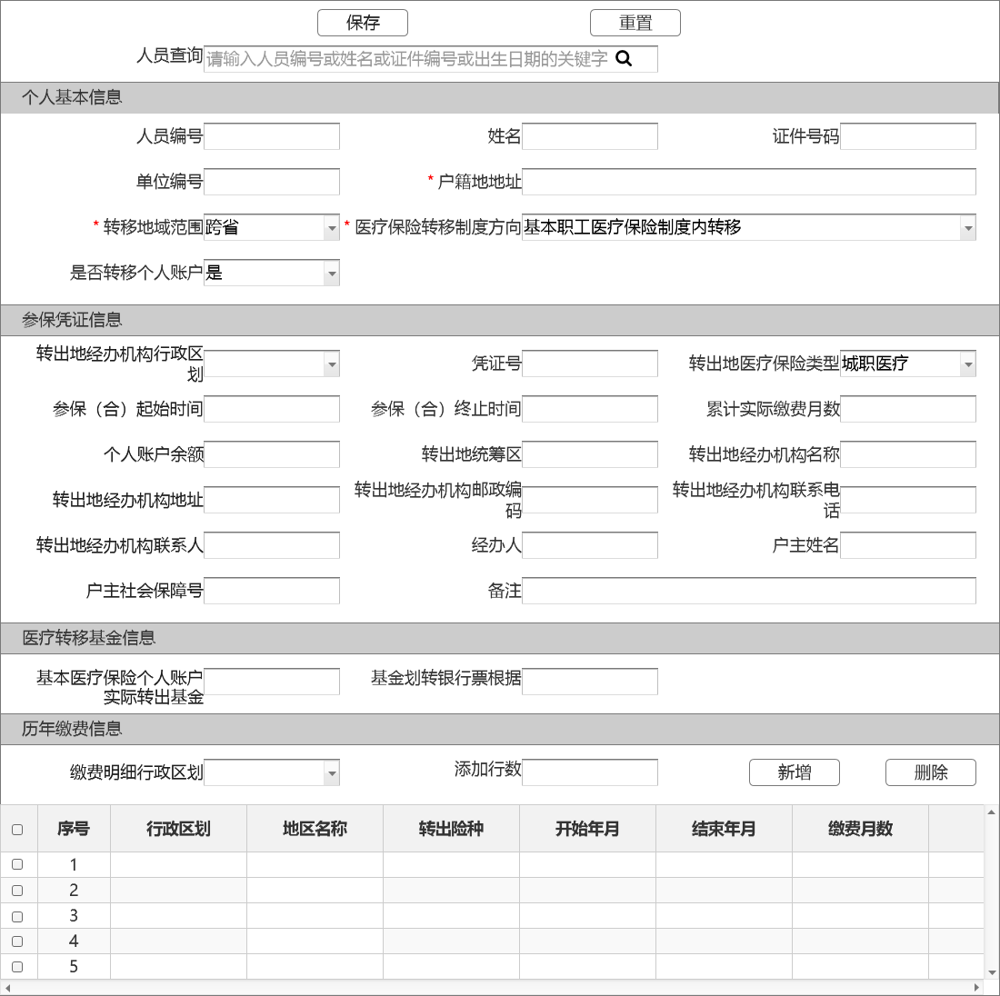 保存 重置
人员查询 请输入人员编号或姓名或证件编号或出生日期的关键字
个人基本信息
人员编号 姓名 证件号码
单位编号 * 户籍地地址
* 转移地域范围 跨省 * 医疗保险转移制度方向 基本职工医疗保险制度内转移
是否转移个人账户 是
参保凭证信息
转出地经办机构行政区
划 凭证号 转出地医疗保险类型 城职医疗
参保（合）起始时间 参保（合）终止时间 累计实际缴费月数
个人账户余额 转出地统筹区 转出地经办机构名称
转出地经办机构地址 转出地经办机构邮政编
码 转出地经办机构联系电
话
转出地经办机构联系人 经办人 户主姓名
户主社会保障号 备注
医疗转移基金信息
基本医疗保险个人账户
实际转出基金 基金划转银行票根据
历年缴费信息
缴费明细行政区划 添加行数 新增 删除
序号 行政区划 地区名称 转出险种 开始年月 结束年月 缴费月数
1
2
3
4
5